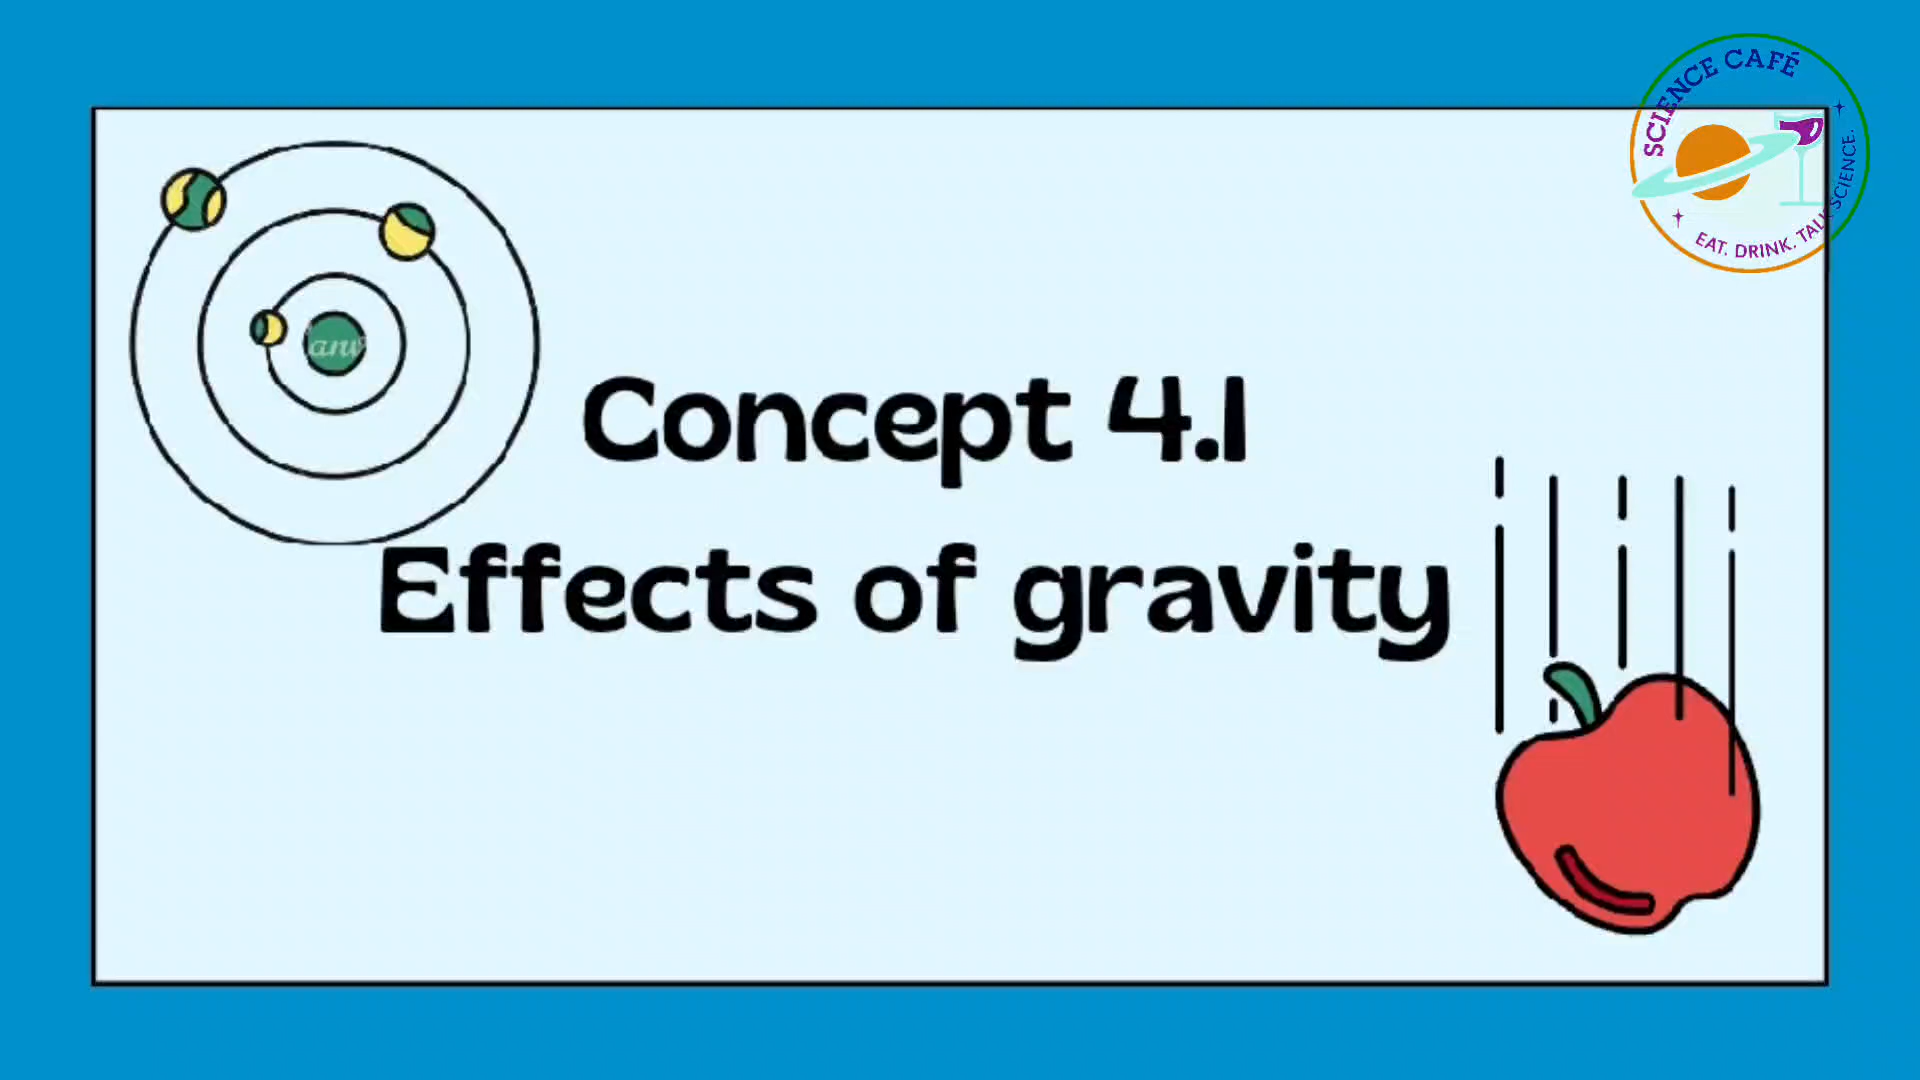 SCIENCE CAFÉ
EAT. DRINK. TALK SCIENCE.
Concept 4.1
Effects of gravity